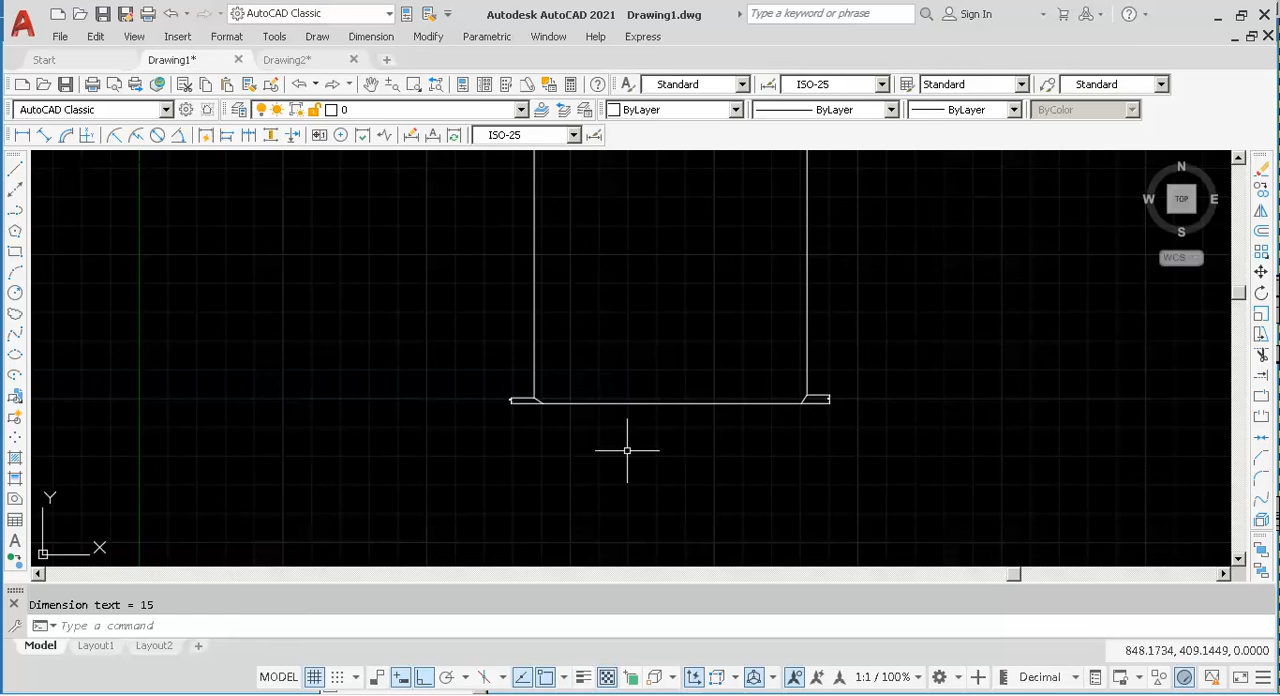 AutoCAD Classic Autodesk AutoCAD 2021 Drawing1.dwg Type a keyword or phrase Sign In
File Edit View Insert Format Tools Draw Dimension Modify Parametric Window Help Express
Start Drawing1* Drawing2*
Standard ISO-25 Standard Standard
AutoCAD Classic 0 ByLayer ByLayer ByLayer ByColor
ISO-25
N
W TOP E
S
WCS
Y
X
Dimension text = 15
Type a command
Model Layout1 Layout2
848.1734, 409.1449, 0.0000
MODEL 1:1 / 100% Decimal